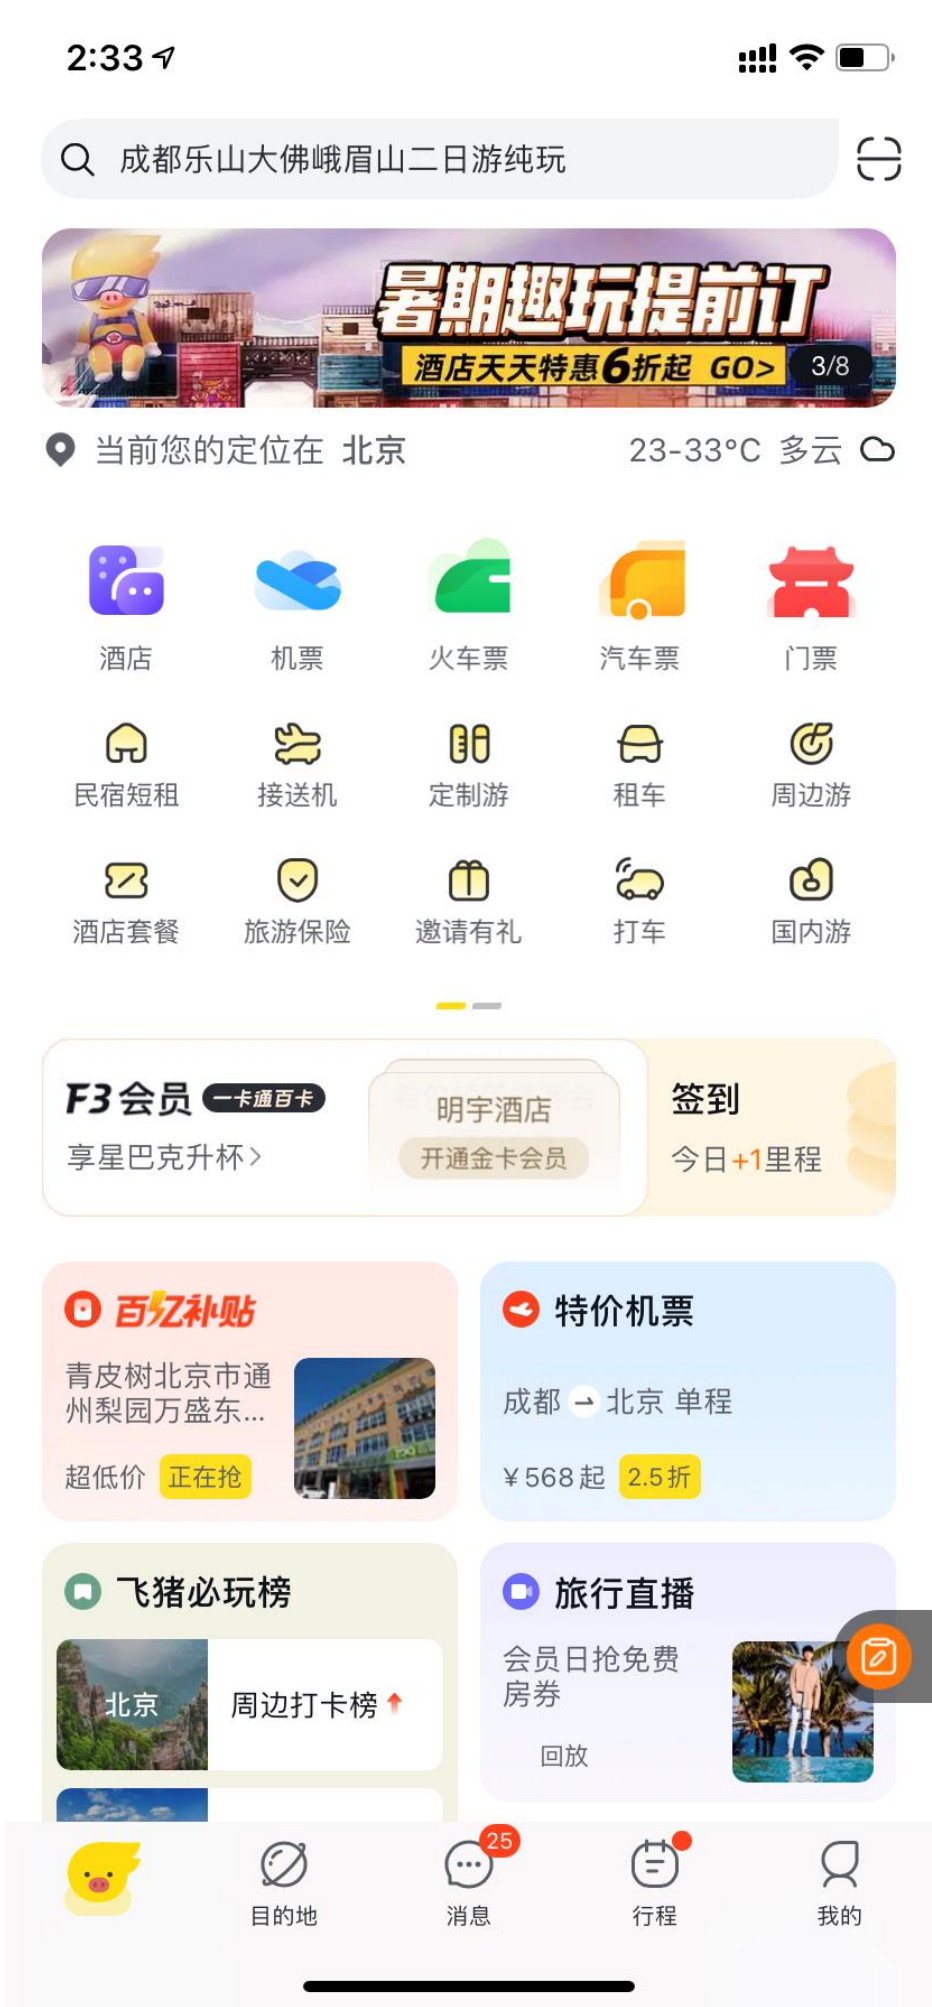 2:33
成都乐山大佛峨眉山二日游纯玩
暑期趣玩提前订
酒店天天特惠6折起 GO>
3/8
当前您的定位在 北京
23-33°C 多云
酒店
机票
火车票
汽车票
门票
民宿短租
接送机
定制游
租车
周边游
酒店套餐
旅游保险
邀请有礼
打车
国内游
F3会员
一卡通百卡
享星巴克升杯>
明宇酒店
开通金卡会员
签到
今日+1里程
百亿补贴
青皮树北京市通
州梨园万盛东...
超低价 正在抢
特价机票
成都 北京 单程
¥568起 2.5折
飞猪必玩榜
北京
周边打卡榜
旅行直播
会员日抢免费
房券
回放
目的地
25
消息
行程
我的